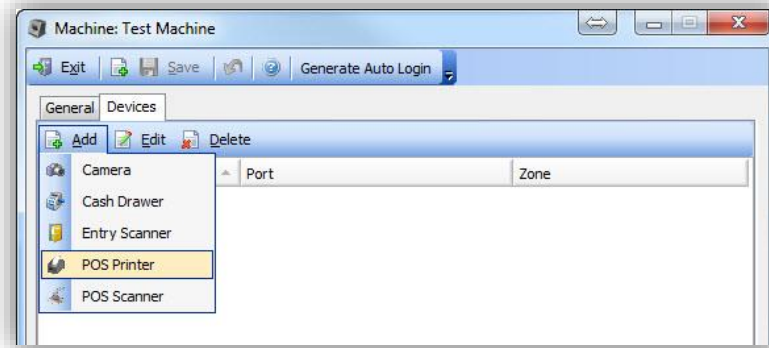 Machine: Test Machine
Exit Save Generate Auto Login
General Devices
Add Edit Delete
Port Zone
Camera
Cash Drawer
Entry Scanner
POS Printer
POS Scanner